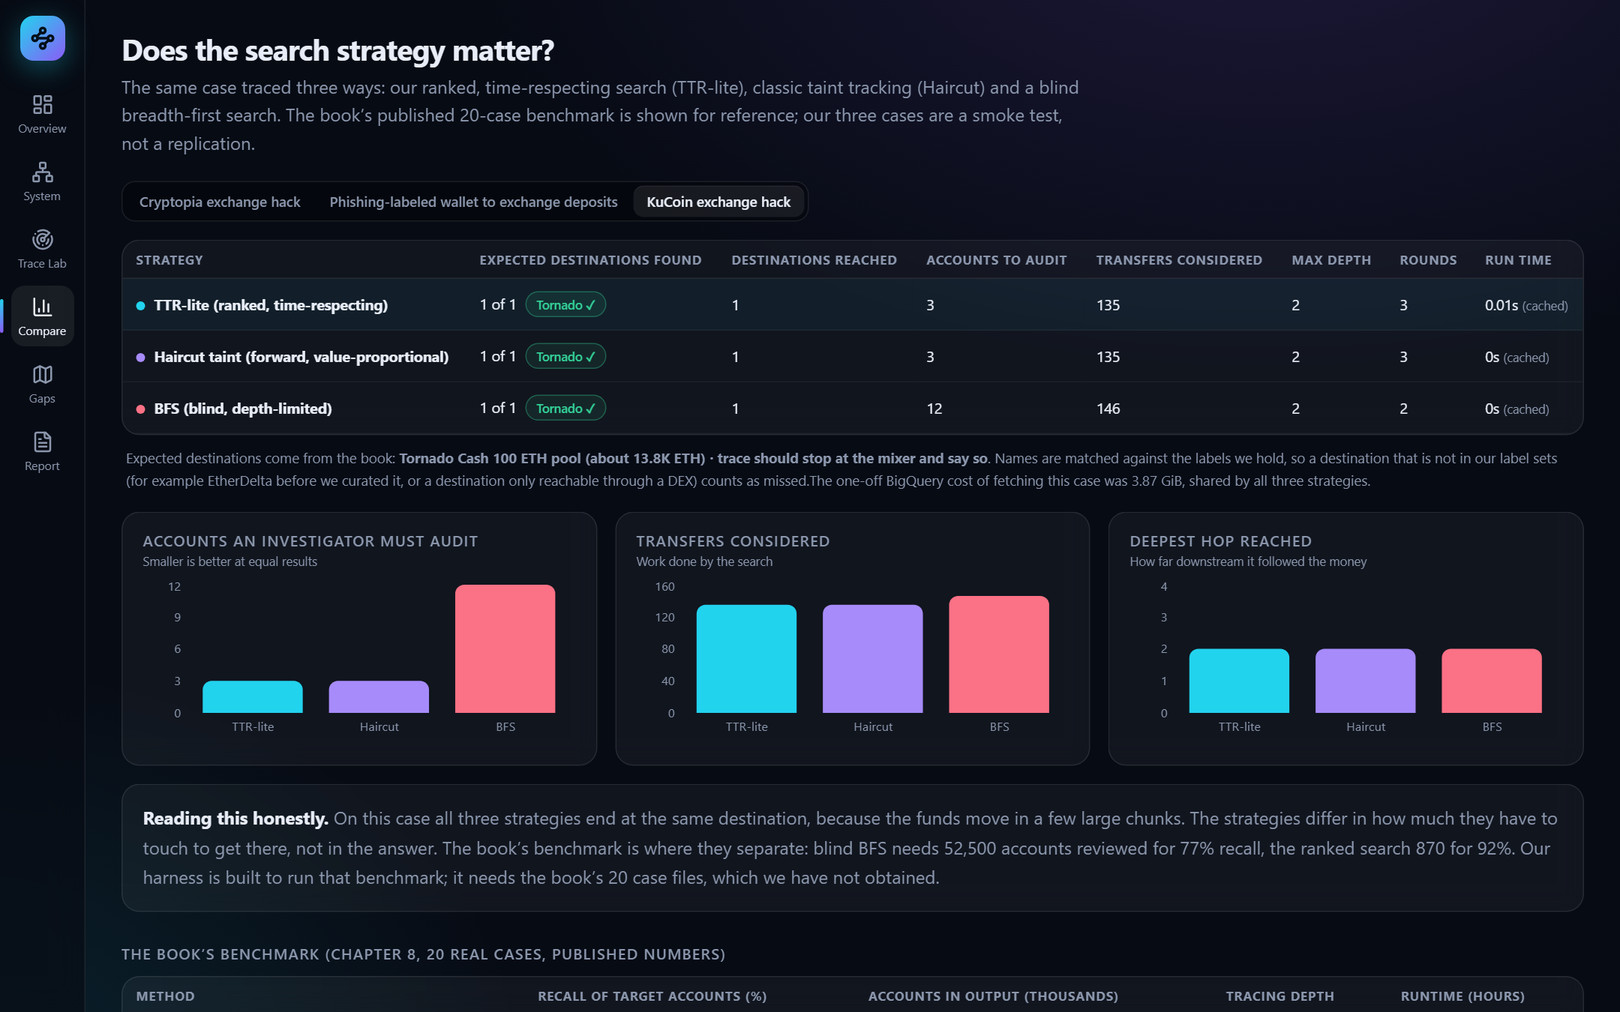 Does the search strategy matter?
The same case traced three ways: our ranked, time-respecting search (TTR-lite), classic taint tracking (Haircut) and a blind
breadth-first search. The book's published 20-case benchmark is shown for reference; our three cases are a smoke test,
not a replication.
Overview
System
Trace Lab
Compare
Gaps
Report
Cryptopia exchange hack Phishing-labeled wallet to exchange deposits KuCoin exchange hack
STRATEGY EXPECTED DESTINATIONS FOUND DESTINATIONS REACHED ACCOUNTS TO AUDIT TRANSFERS CONSIDERED MAX DEPTH ROUNDS RUN TIME
TTR-lite (ranked, time-respecting) 1 of 1 Tornado ✓ 1 3 135 2 3 0.01s (cached)
Haircut taint (forward, value-proportional) 1 of 1 Tornado ✓ 1 3 135 2 3 0s (cached)
BFS (blind, depth-limited) 1 of 1 Tornado ✓ 1 12 146 2 2 0s (cached)
Expected destinations come from the book: Tornado Cash 100 ETH pool (about 13.8K ETH) · trace should stop at the mixer and say so. Names are matched against the labels we hold, so a destination that is not in our label sets
(for example EtherDelta before we curated it, or a destination only reachable through a DEX) counts as missed.The one-off BigQuery cost of fetching this case was 3.87 GiB, shared by all three strategies.
ACCOUNTS AN INVESTIGATOR MUST AUDIT
Smaller is better at equal results
12
9
6
3
0
TTR-lite Haircut BFS
TRANSFERS CONSIDERED
Work done by the search
160
120
80
40
0
TTR-lite Haircut BFS
DEEPEST HOP REACHED
How far downstream it followed the money
4
3
2
1
0
TTR-lite Haircut BFS
Reading this honestly. On this case all three strategies end at the same destination, because the funds move in a few large chunks. The strategies differ in how much they have to
touch to get there, not in the answer. The book's benchmark is where they separate: blind BFS needs 52,500 accounts reviewed for 77% recall, the ranked search 870 for 92%. Our
harness is built to run that benchmark; it needs the book's 20 case files, which we have not obtained.
THE BOOK'S BENCHMARK (CHAPTER 8, 20 REAL CASES, PUBLISHED NUMBERS)
METHOD RECALL OF TARGET ACCOUNTS (%) ACCOUNTS IN OUTPUT (THOUSANDS) TRACING DEPTH RUNTIME (HOURS)